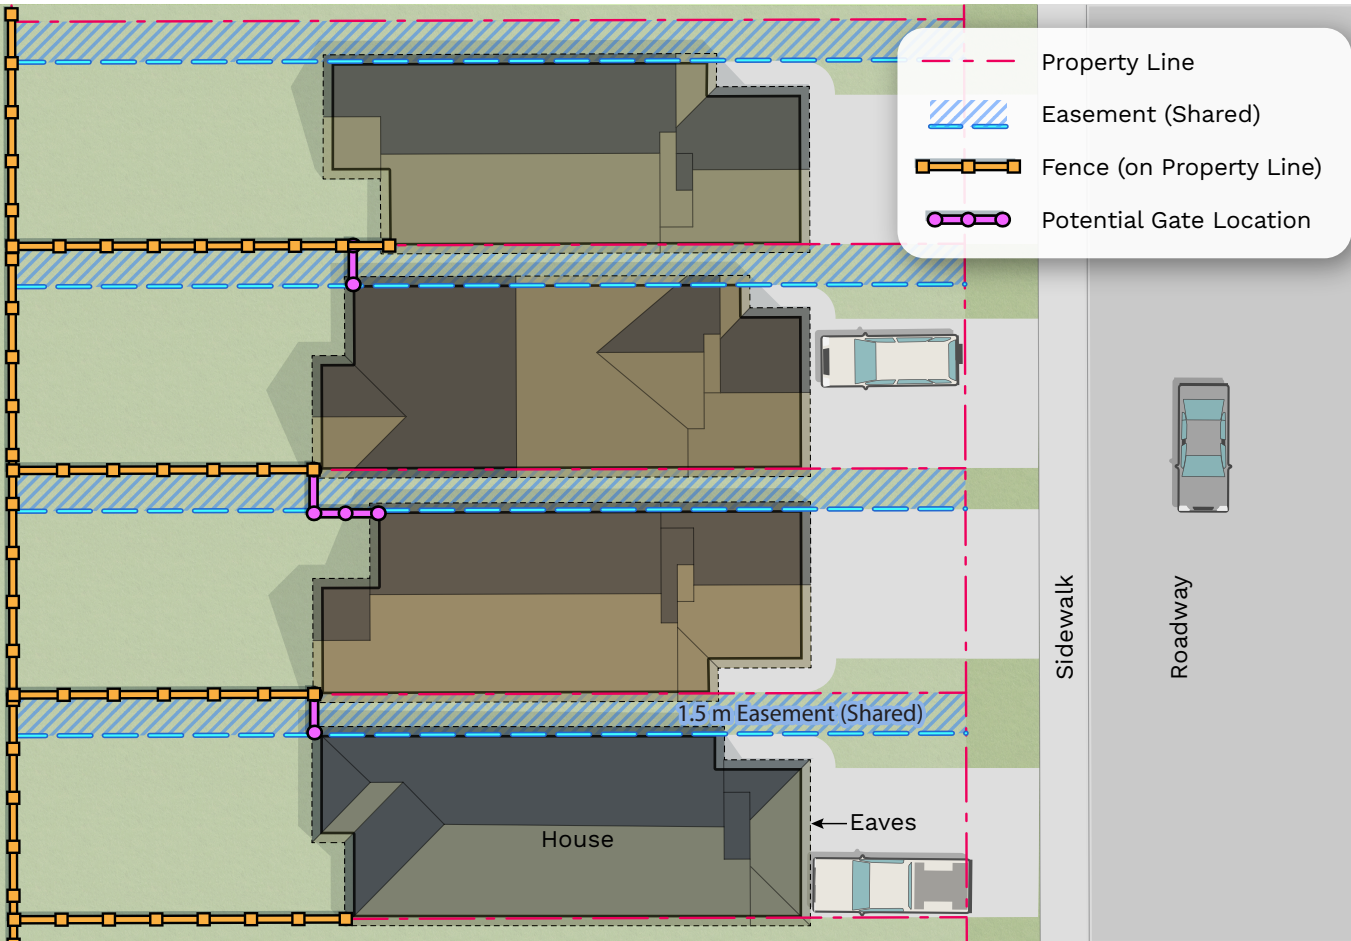 Property Line
Easement (Shared)
Fence (on Property Line)
Potential Gate Location
Sidewalk
Roadway
1.5 m Easement (Shared)
Eaves
House